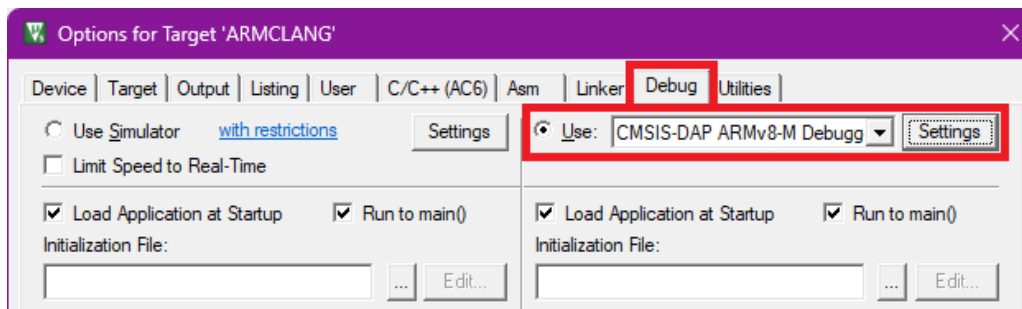 Options for Target 'ARMCLANG'
Device Target Output Listing User C/C++ (AC6) Asm Linker Debug Utilities
Use Simulator with restrictions Settings Use: CMSIS-DAP ARMv8-M Debugg Settings
Limit Speed to Real-Time
Load Application at Startup Run to main() Load Application at Startup Run to main()
Initialization File: Initialization File:
... Edit... ... Edit...